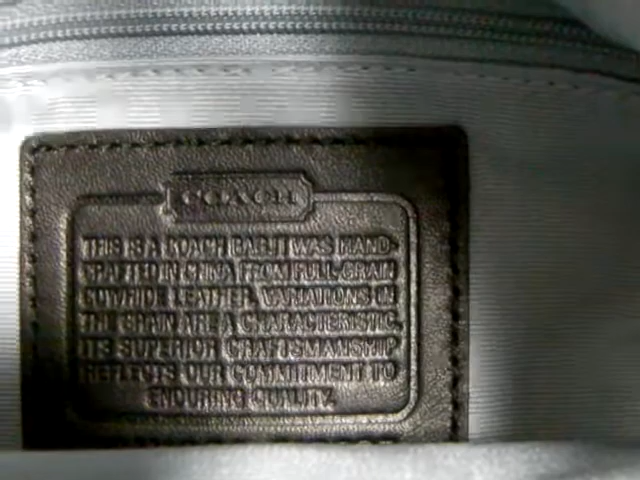 COACH
THIS IS A COACH BAG. IT WAS HAND-
CRAFTED IN CHINA FROM FULL-GRAIN
COWHIDE LEATHER. VARIATIONS IN
THE GRAIN ARE A CHARACTERISTIC.
ITS SUPERIOR CRAFTSMANSHIP
REFLECTS OUR COMMITMENT TO
ENDURING QUALITY.